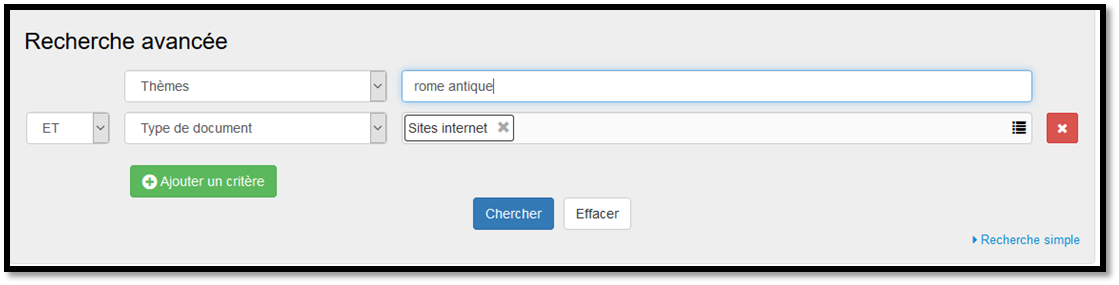 Recherche avancée
Thèmes rome antique
ET Type de document Sites internet
Ajouter un critère
Chercher Effacer
Recherche simple